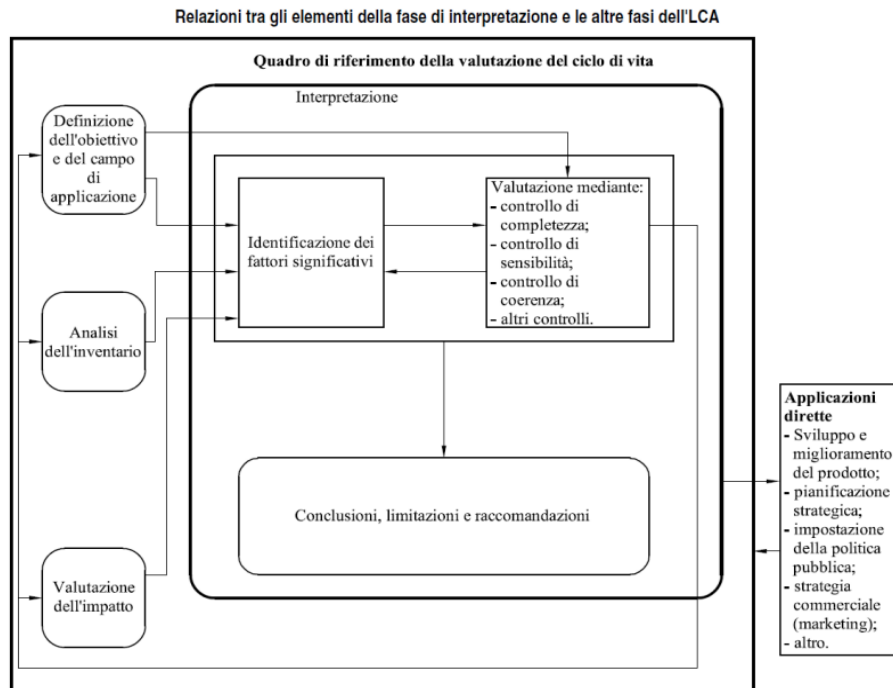 Relazioni tra gli elementi della fase di interpretazione e le altre fasi dell'LCA
Quadro di riferimento della valutazione del ciclo di vita
Interpretazione
Definizione
dell'obiettivo
e del campo
di
applicazione
Identificazione dei
fattori significativi
Valutazione mediante:
- controllo di
completezza;
- controllo di
sensibilità;
- controllo di
coerenza;
- altri controlli.
Analisi
dell'inventario
Valutazione
dell'impatto
Conclusioni, limitazioni e raccomandazioni
Applicazioni
dirette
- Sviluppo e
miglioramento
del prodotto;
- pianificazione
strategica;
- impostazione
della politica
pubblica;
- strategia
commerciale
(marketing);
- altro.